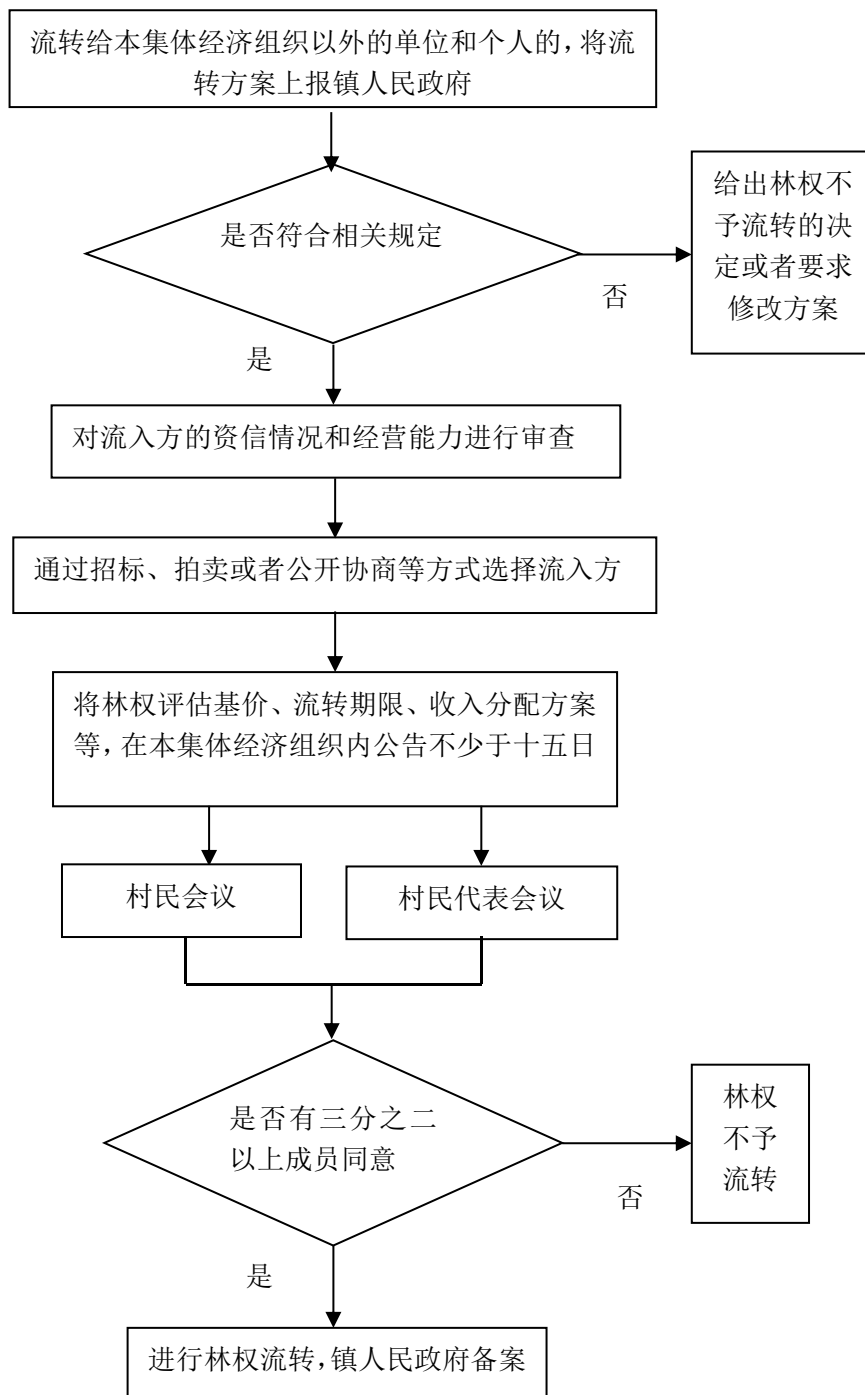 流转给本集体经济组织以外的单位和个人的,将流
转方案上报镇人民政府
是否符合相关规定
给出林权不
予流转的决
定或者要求
修改方案
否
是
对流入方的资信情况和经营能力进行审查
通过招标、拍卖或者公开协商等方式选择流入方
将林权评估基价、流转期限、收入分配方案
等,在本集体经济组织内公告不少于十五日
村民会议
村民代表会议
是否有三分之二
以上成员同意
林权
不予
流转
否
是
进行林权流转,镇人民政府备案